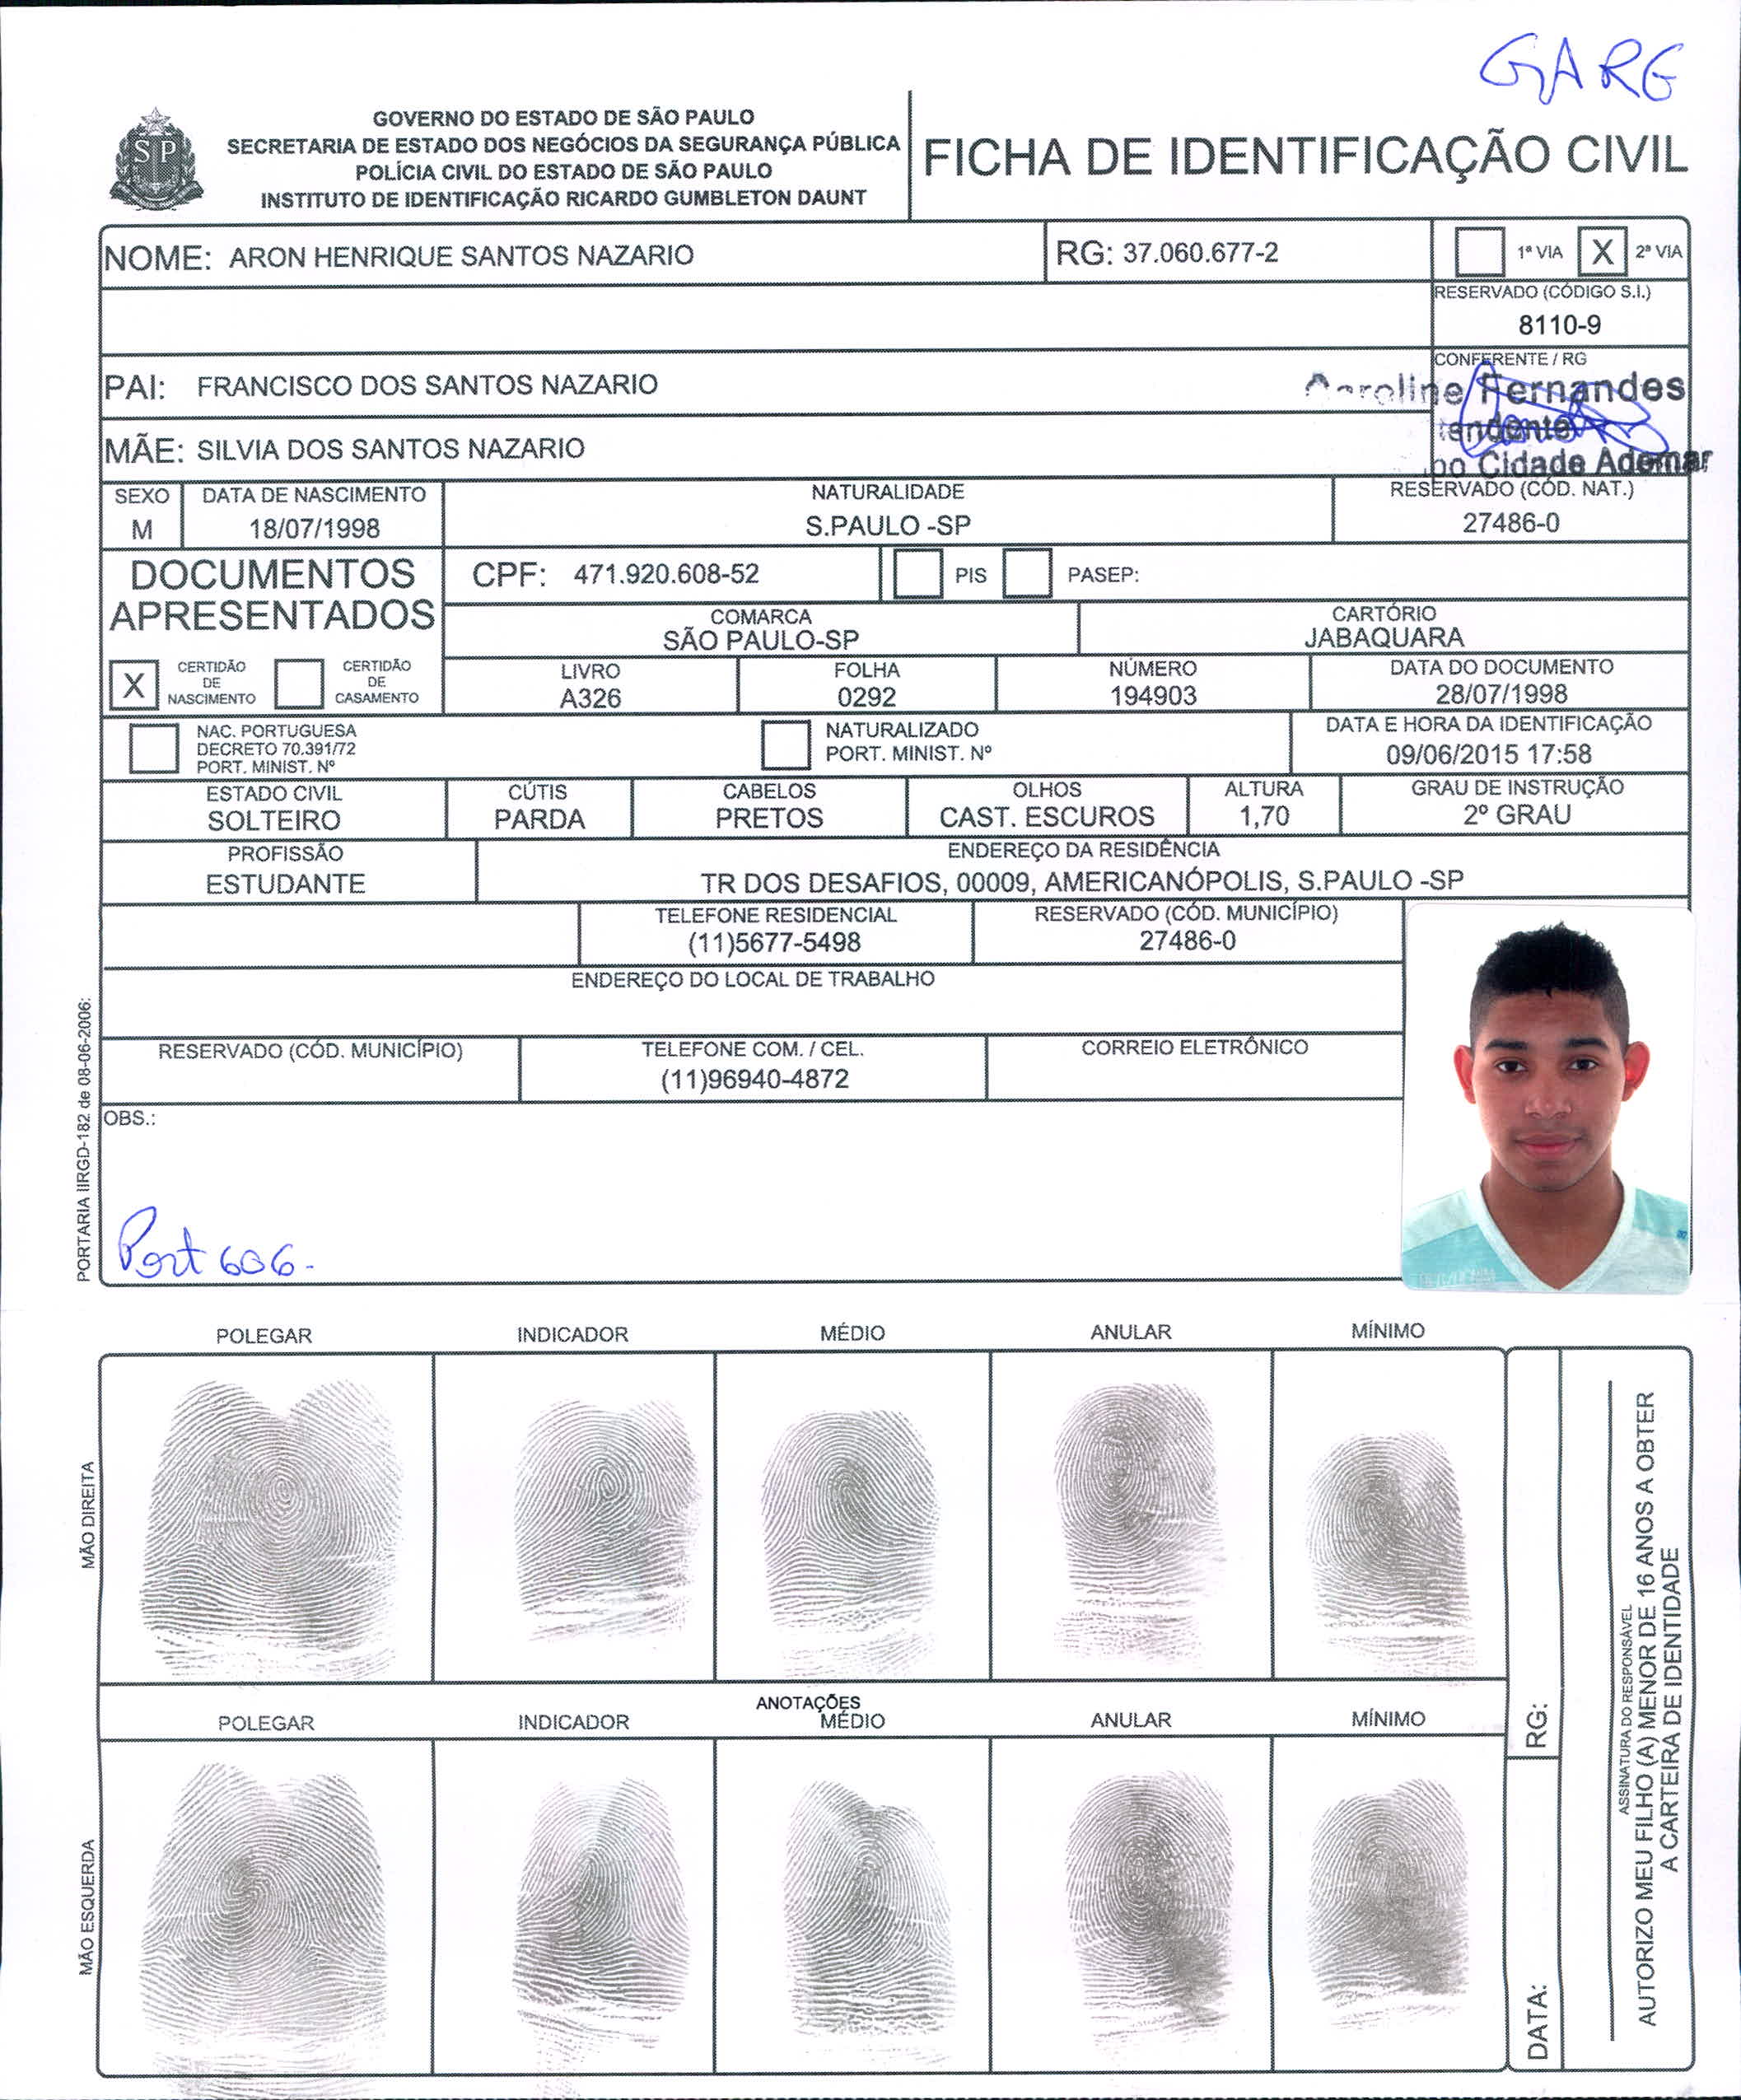 GARE
GOVERNO DO ESTADO DE SÃO PAULO
SECRETARIA DE ESTADO DOS NEGÓCIOS DA SEGURANÇA PÚBLICA
POLÍCIA CIVIL DO ESTADO DE SÃO PAULO
INSTITUTO DE IDENTIFICAÇÃO RICARDO GUMBLETON DAUNT
SP
FICHA DE IDENTIFICAÇÃO CIVIL
NOME: ARON HENRIQUE SANTOS NAZARIO RG: 37.060.677-2 1ª VIA X 2ª VIA
RESERVADO (CÓDIGO S.I.)
8110-9
PAI: FRANCISCO DOS SANTOS NAZARIO
CONFERENTE / RG
Caroline Fernandes
tendente
po Cidade Ademar
MÃE: SILVIA DOS SANTOS NAZARIO
SEXO DATA DE NASCIMENTO NATURALIDADE RESERVADO (CÓD. NAT.)
M 18/07/1998 S.PAULO -SP 27486-0
DOCUMENTOS
APRESENTADOS
CPF: 471.920.608-52 PIS PASEP:
COMARCA CARTÓRIO
SÃO PAULO-SP JABAQUARA
X CERTIDÃO DE NASCIMENTO CERTIDÃO DE CASAMENTO
LIVRO FOLHA NÚMERO DATA DO DOCUMENTO
A326 0292 194903 28/07/1998
NAC. PORTUGUESA
DECRETO 70.391/72
PORT. MINIST. Nº
NATURALIZADO
PORT. MINIST. Nº
DATA E HORA DA IDENTIFICAÇÃO
09/06/2015 17:58
ESTADO CIVIL CÚTIS CABELOS OLHOS ALTURA GRAU DE INSTRUÇÃO
SOLTEIRO PARDA PRETOS CAST. ESCUROS 1,70 2º GRAU
PROFISSÃO ENDEREÇO DA RESIDÊNCIA
ESTUDANTE TR DOS DESAFIOS, 00009, AMERICANÓPOLIS, S.PAULO -SP
TELEFONE RESIDENCIAL RESERVADO (CÓD. MUNICÍPIO)
(11)5677-5498 27486-0
ENDEREÇO DO LOCAL DE TRABALHO
RESERVADO (CÓD. MUNICÍPIO) TELEFONE COM. / CEL. CORREIO ELETRÔNICO
(11)96940-4872
OBS.:
Port 606.
PORTARIA IIRGD-182 de 08-06-2006:
POLEGAR INDICADOR MÉDIO ANULAR MÍNIMO
MÃO DIREITA
ANOTAÇÕES
POLEGAR INDICADOR MÉDIO ANULAR MÍNIMO
MÃO ESQUERDA
RG:
DATA:
ASSINATURA DO RESPONSÁVEL
AUTORIZO MEU FILHO (A) MENOR DE 16 ANOS A OBTER
A CARTEIRA DE IDENTIDADE